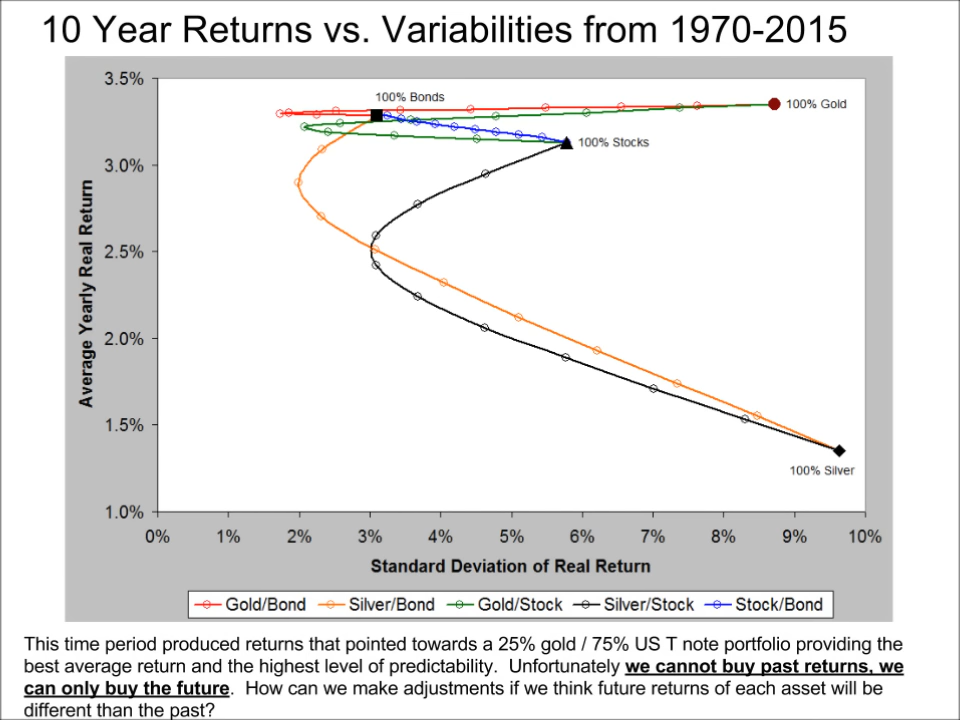 10 Year Returns vs. Variabilities from 1970-2015
3.5%
3.0%
2.5%
2.0%
1.5%
1.0%
Average Yearly Real Return
100% Bonds
100% Gold
100% Stocks
100% Silver
0% 1% 2% 3% 4% 5% 6% 7% 8% 9% 10%
Standard Deviation of Real Return
Gold/Bond Silver/Bond Gold/Stock Silver/Stock Stock/Bond
This time period produced returns that pointed towards a 25% gold / 75% US T note portfolio providing the
best average return and the highest level of predictability. Unfortunately we cannot buy past returns, we
can only buy the future. How can we make adjustments if we think future returns of each asset will be
different than the past?